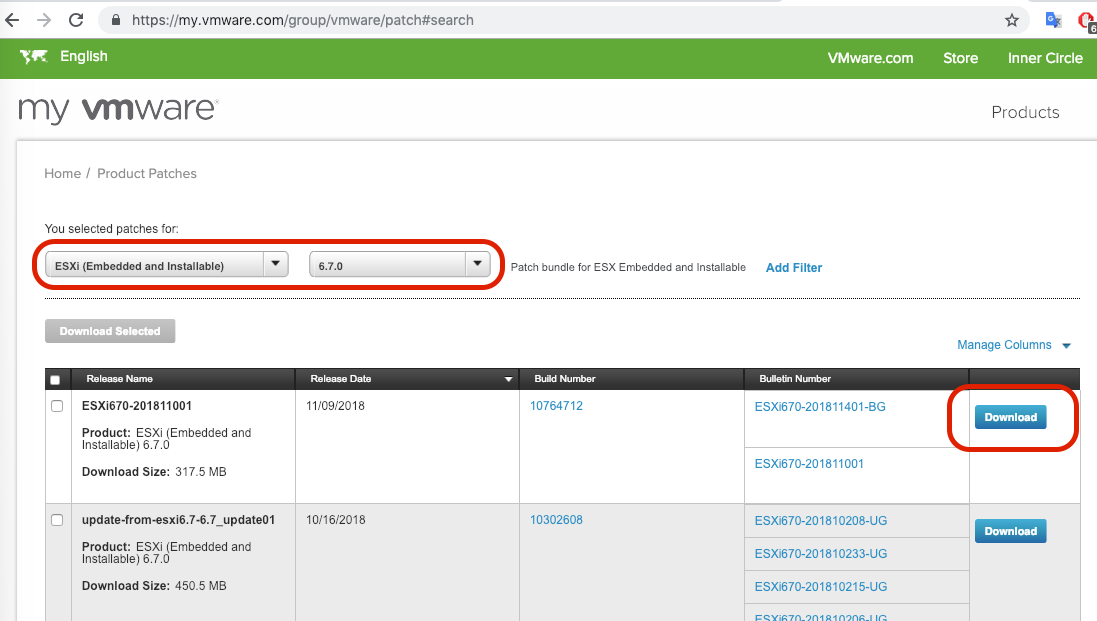 https://my.vmware.com/group/vmware/patch#search
6
English
VMware.com
Store
Inner Circle
my vmware®
Products
Home / Product Patches
You selected patches for:
ESXi (Embedded and Installable)
6.7.0
Patch bundle for ESX Embedded and Installable
Add Filter
Download Selected
Manage Columns
Release Name
Release Date
Build Number
Bulletin Number
ESXi670-201811001
11/09/2018
10764712
ESXi670-201811401-BG
Download
Product: ESXi (Embedded and
Installable) 6.7.0
Download Size: 317.5 MB
ESXi670-201811001
update-from-esxi6.7-6.7_update01
10/16/2018
10302608
ESXi670-201810208-UG
Download
Product: ESXi (Embedded and
Installable) 6.7.0
ESXi670-201810233-UG
Download Size: 450.5 MB
ESXi670-201810215-UG
ESXi670-201810206-UG